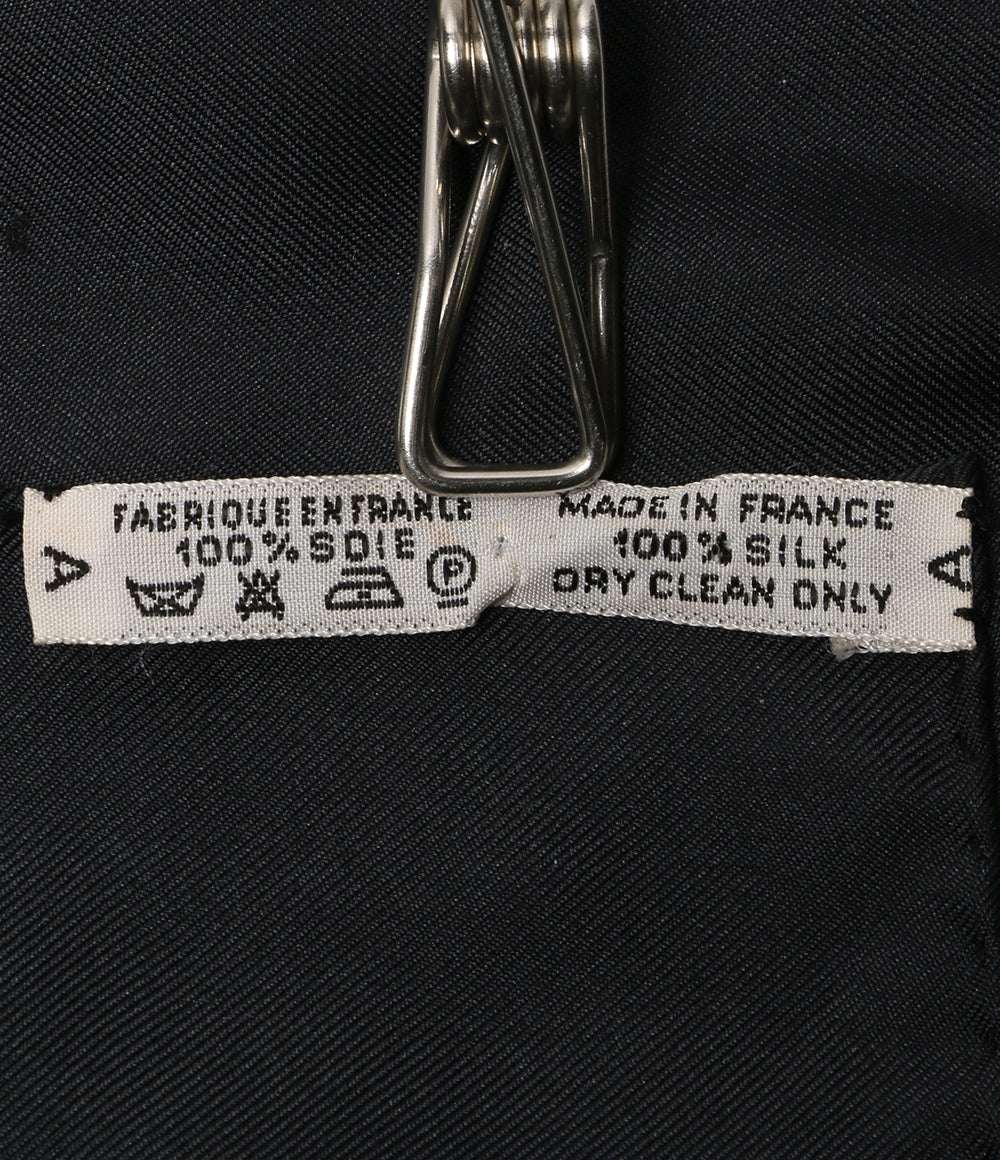 FABRIQUE EN FRANCE
100% SOIE
P
MADE IN FRANCE
100% SILK
DRY CLEAN ONLY
A
A